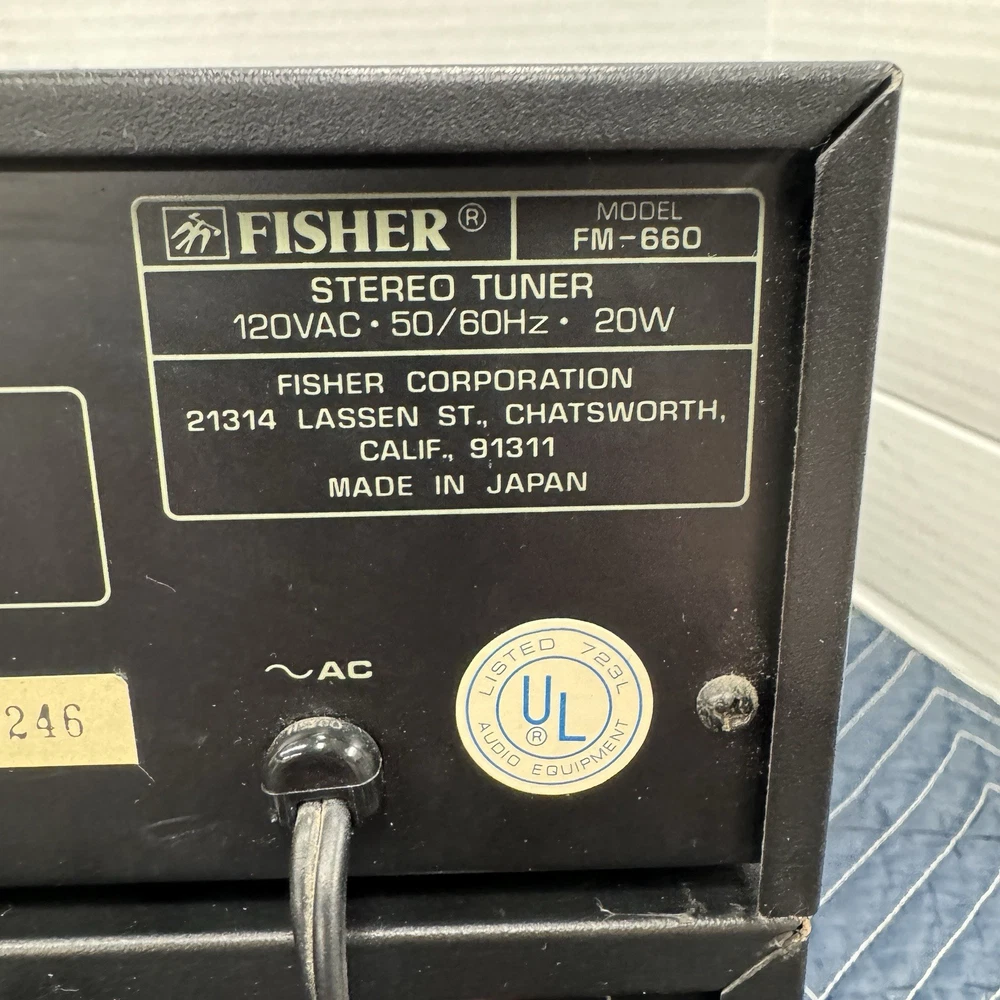 FISHER®
MODEL
FM-660
STEREO TUNER
120VAC • 50/60Hz • 20W
FISHER CORPORATION
21314 LASSEN ST., CHATSWORTH,
CALIF., 91311
MADE IN JAPAN
∼AC
LISTED 723L
UL®
AUDIO EQUIPMENT
246